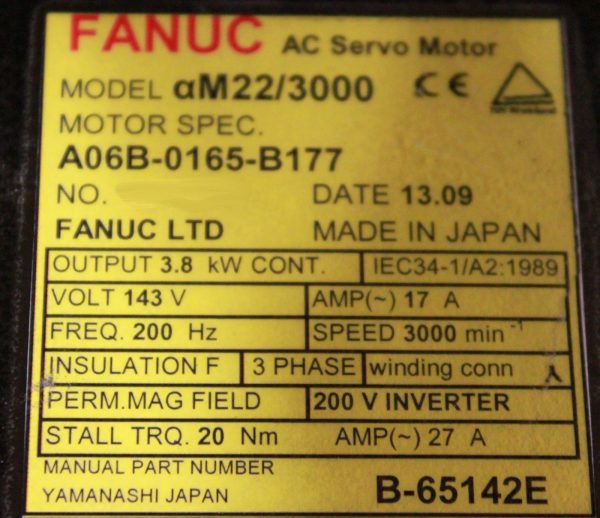 FANUC AC Servo Motor
MODEL αM22/3000 CE
MOTOR SPEC.
A06B-0165-B177
NO. DATE 13.09
FANUC LTD MADE IN JAPAN
OUTPUT 3.8 kW CONT. IEC34-1/A2:1989
VOLT 143 V AMP(~) 17 A
FREQ. 200 Hz SPEED 3000 min⁻¹
INSULATION F 3 PHASE winding conn
PERM.MAG FIELD 200 V INVERTER
STALL TRQ. 20 Nm AMP(~) 27 A
MANUAL PART NUMBER
YAMANASHI JAPAN B-65142E